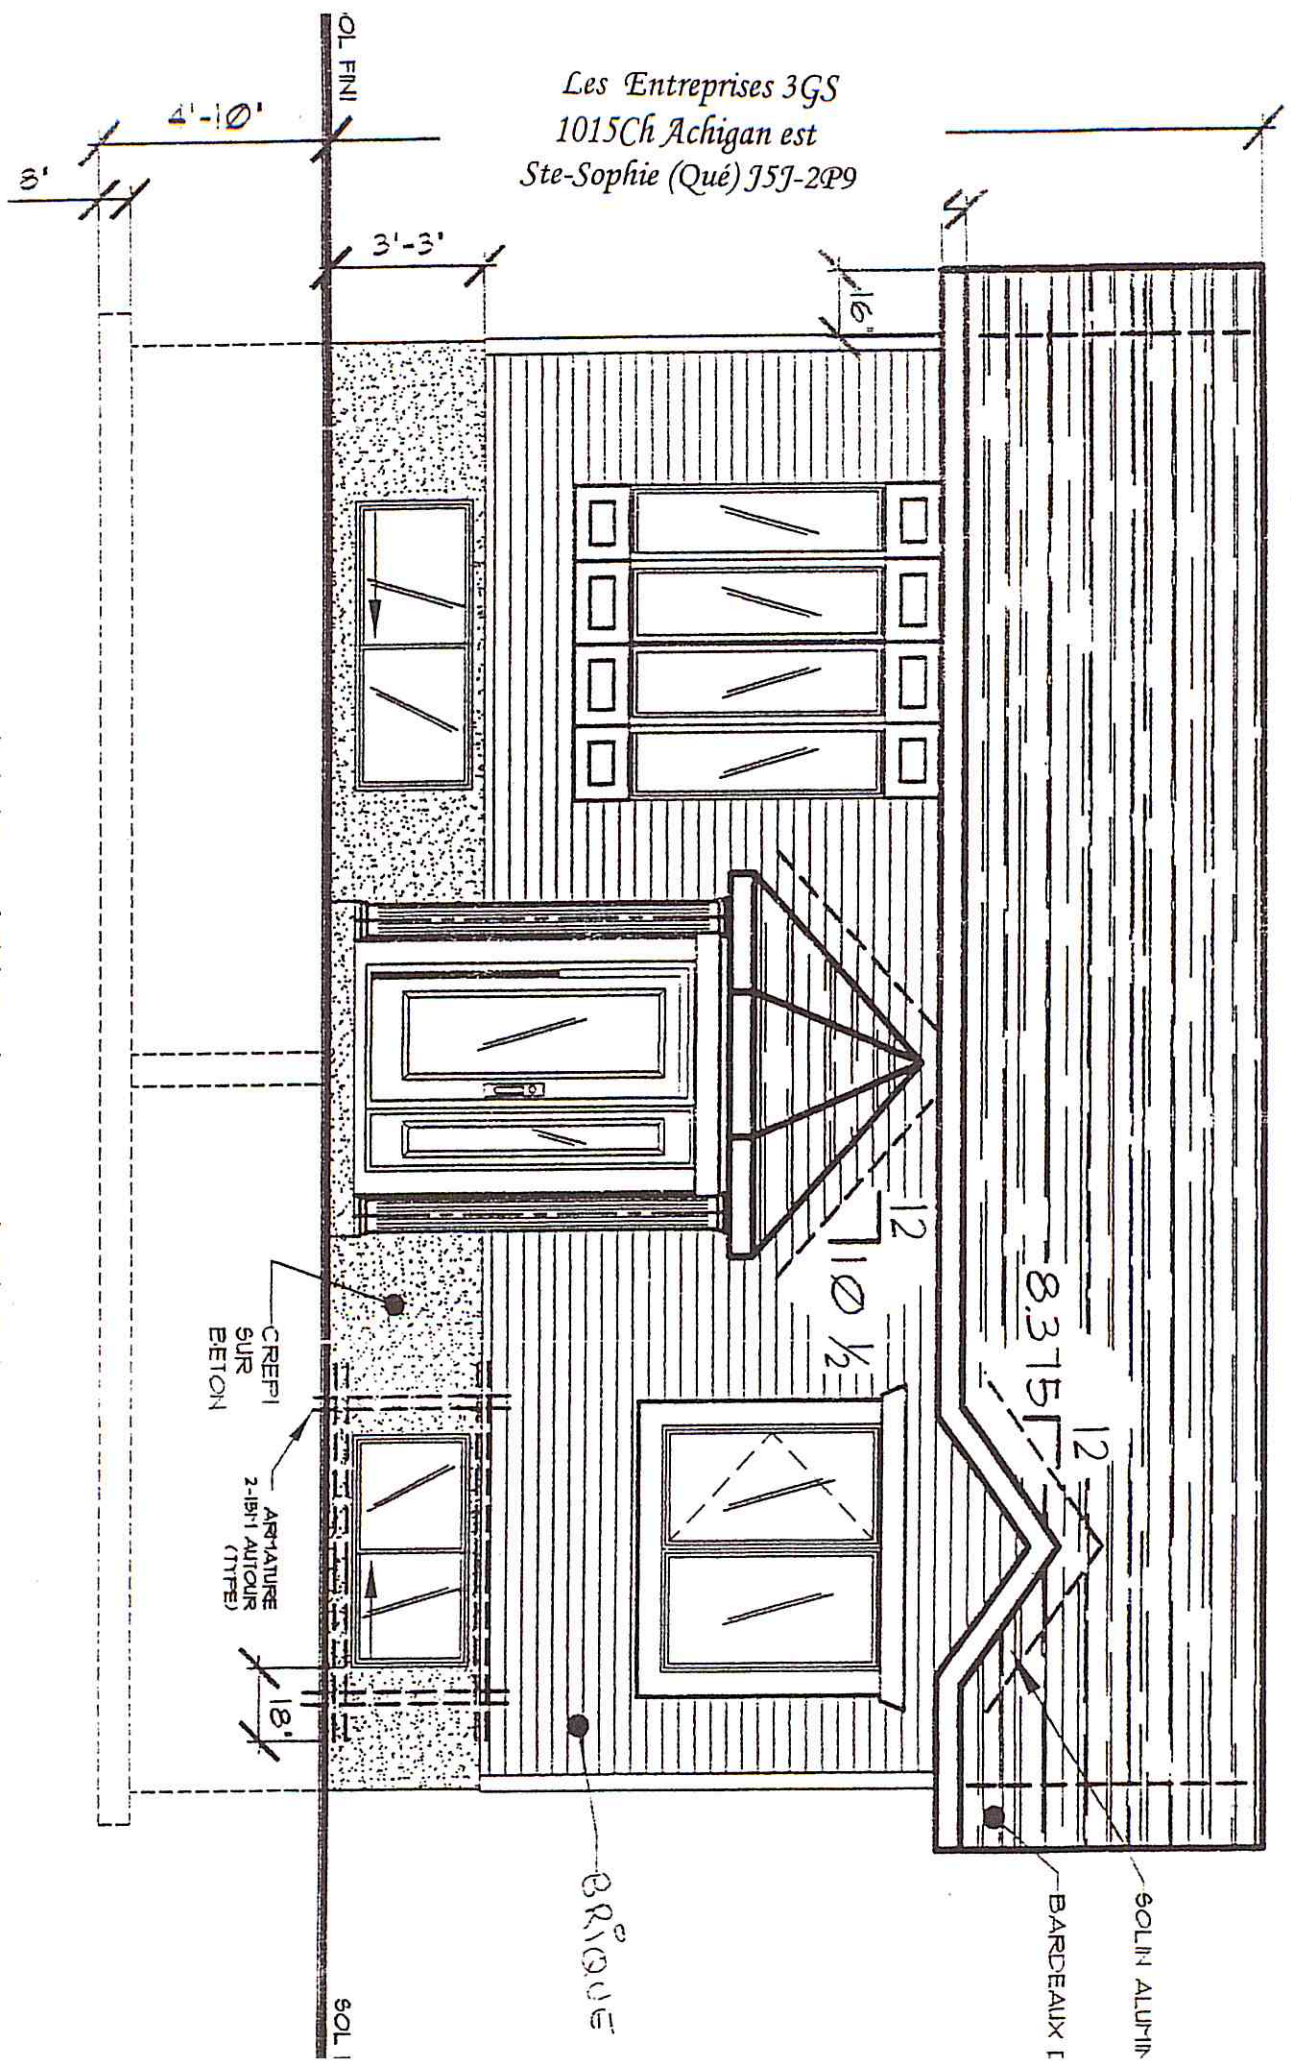 Les Entreprises 3GS
1015Ch Achigan est
Ste-Sophie (Qué) J5J-2P9
OL FINI
4'-10"
8"
3'-3"
16"
12
10 ½
8.375
12
CREPI
SUR
BETON
ARMATURE
2-15M AUTOUR
(TYPE)
18"
BRIQUE
SOLIN ALUMIN
BARDEAUX
SOL